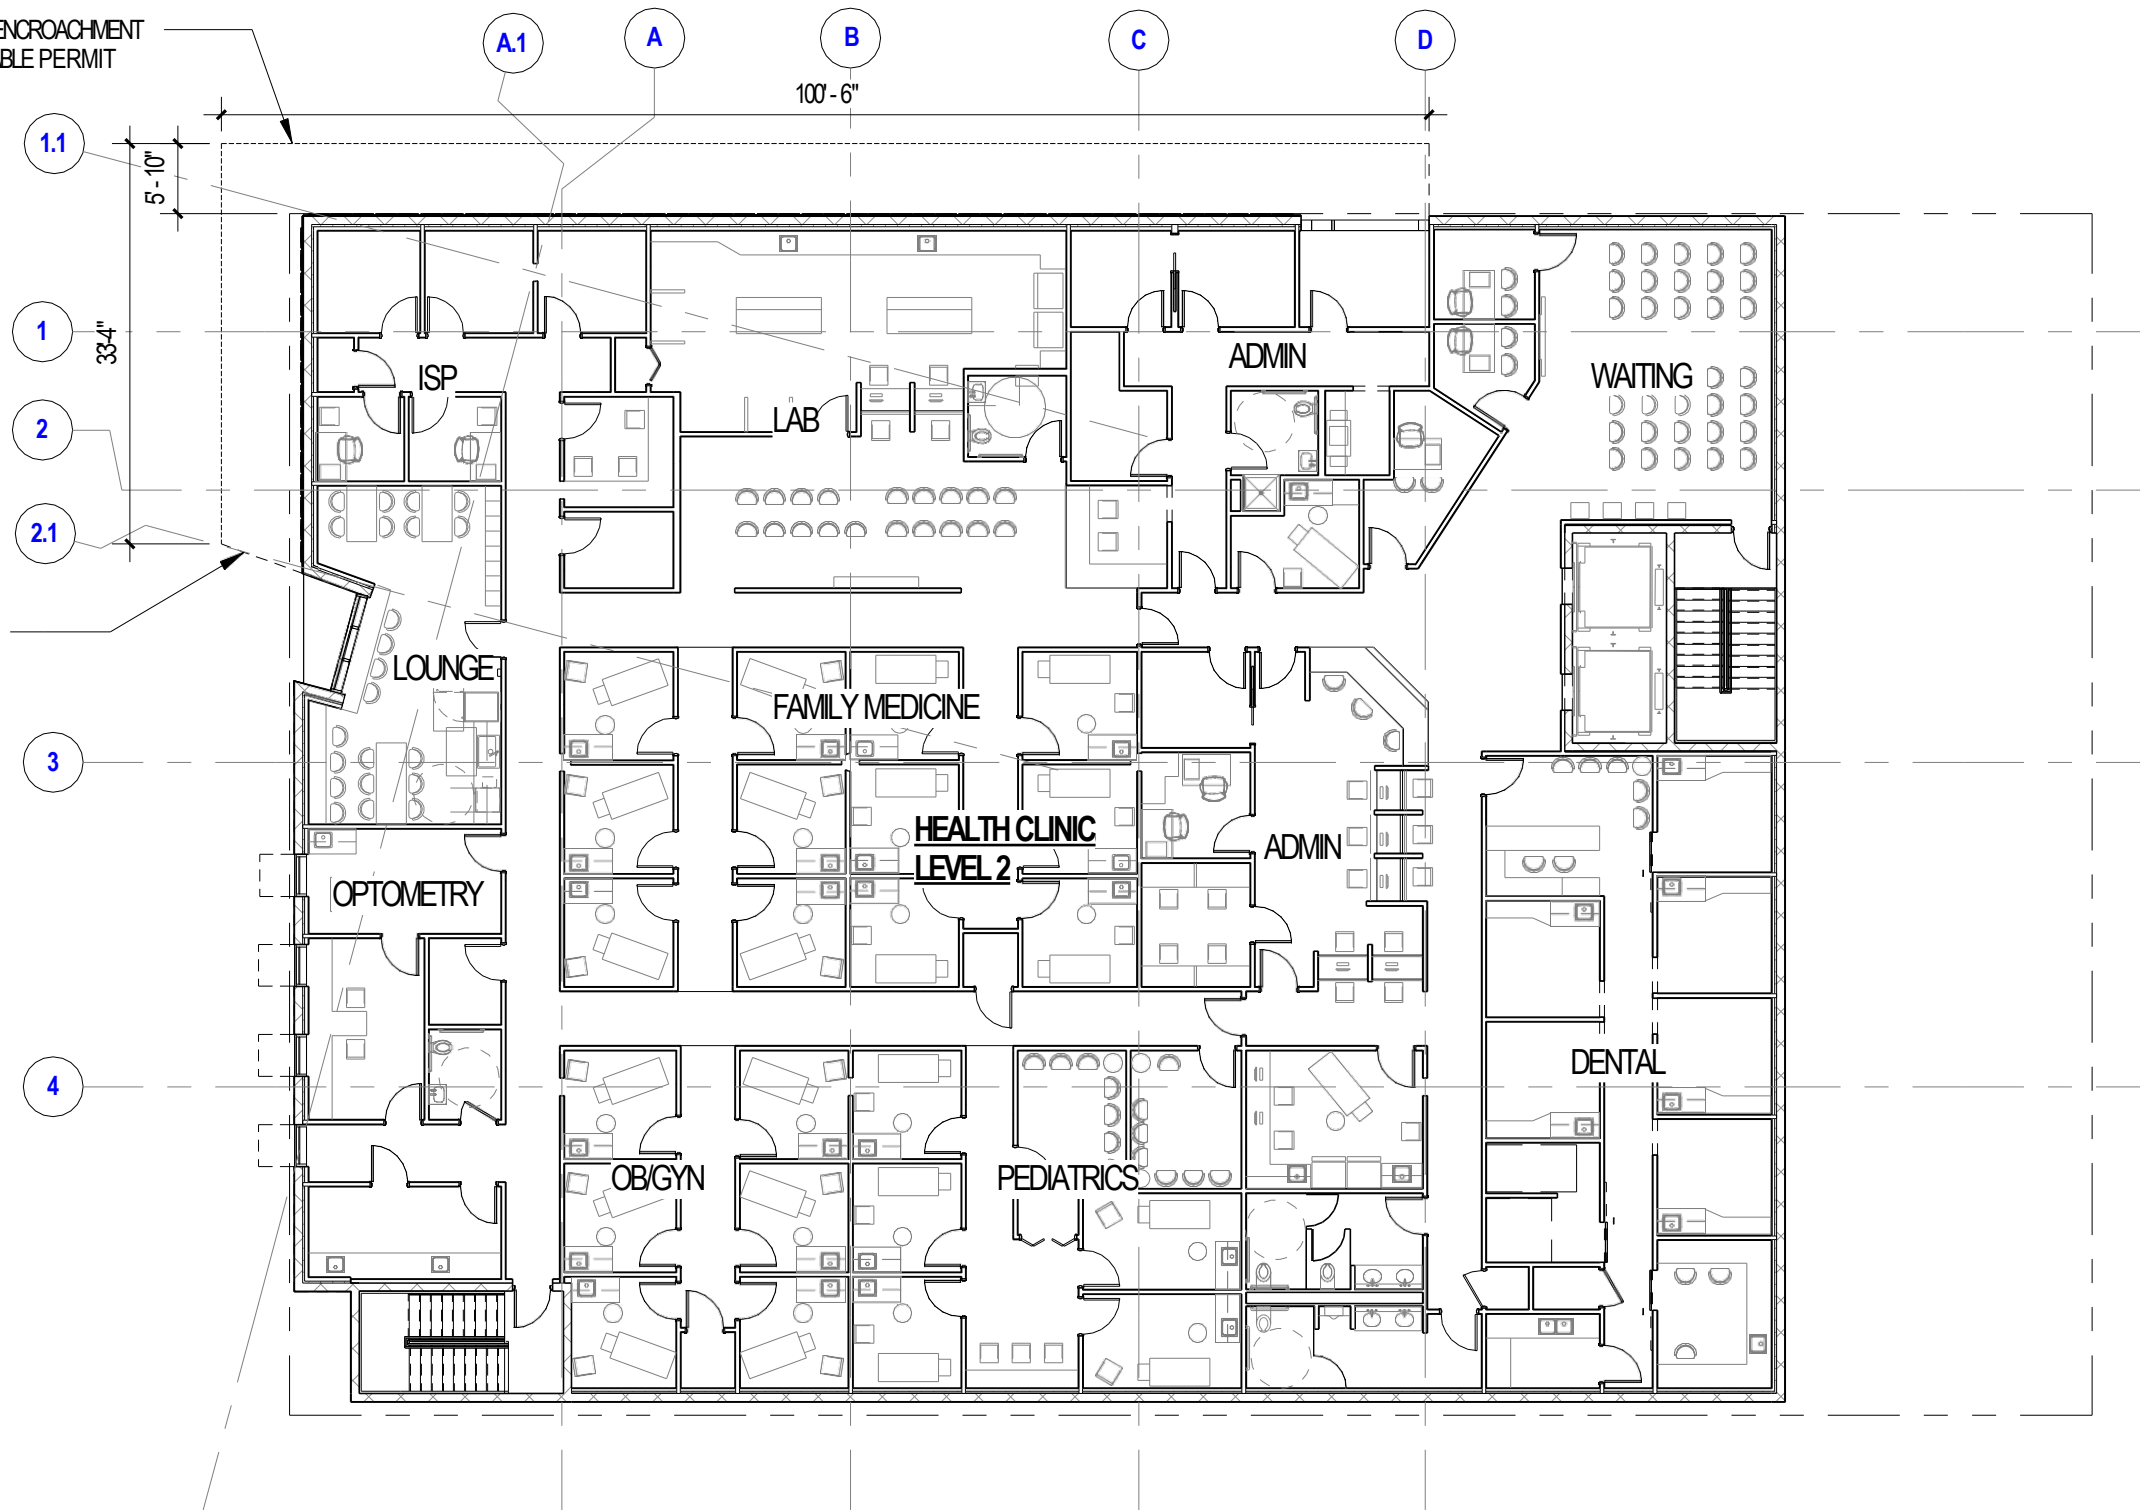 ENCROACHMENT
ABLE PERMIT
A.1
A
B
C
D
100' - 6"
1.1
5' - 10"
33'-4"
1
ISP
ADMIN
WAITING
2
LAB
2.1
LOUNGE
FAMILY MEDICINE
3
HEALTH CLINIC
LEVEL 2
ADMIN
OPTOMETRY
DENTAL
4
OB/GYN
PEDIATRICS